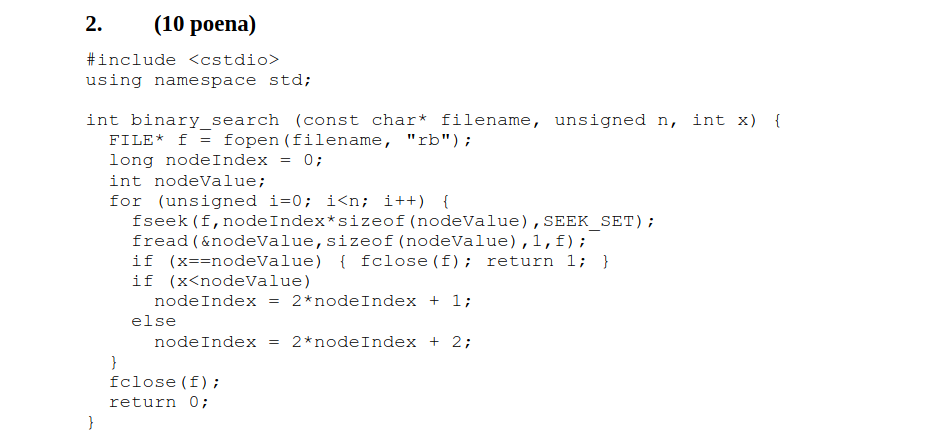 2. (10 poena)
#include <cstdio>
using namespace std;
int binary_search (const char* filename, unsigned n, int x) {
FILE* f = fopen(filename, "rb");
long nodeIndex = 0;
int nodeValue;
for (unsigned i=0; i<n; i++) {
fseek(f,nodeIndex*sizeof(nodeValue),SEEK_SET);
fread(&nodeValue,sizeof(nodeValue),1,f);
if (x==nodeValue) { fclose(f); return 1; }
if (x<nodeValue)
nodeIndex = 2*nodeIndex + 1;
else
nodeIndex = 2*nodeIndex + 2;
}
fclose(f);
return 0;
}